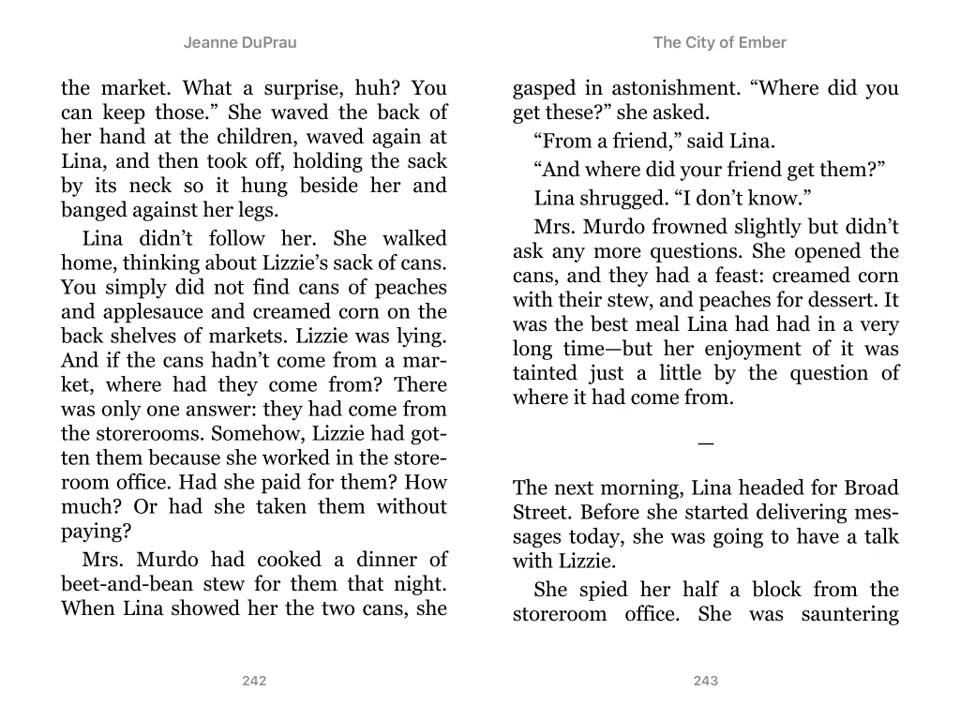 Jeanne DuPrau
the market. What a surprise, huh? You
can keep those.” She waved the back of
her hand at the children, waved again at
Lina, and then took off, holding the sack
by its neck so it hung beside her and
banged against her legs.
Lina didn’t follow her. She walked
home, thinking about Lizzie’s sack of cans.
You simply did not find cans of peaches
and applesauce and creamed corn on the
back shelves of markets. Lizzie was lying.
And if the cans hadn’t come from a mar-
ket, where had they come from? There
was only one answer: they had come from
the storerooms. Somehow, Lizzie had got-
ten them because she worked in the store-
room office. Had she paid for them? How
much? Or had she taken them without
paying?
Mrs. Murdo had cooked a dinner of
beet-and-bean stew for them that night.
When Lina showed her the two cans, she
242
The City of Ember
gasped in astonishment. “Where did you
get these?” she asked.
“From a friend,” said Lina.
“And where did your friend get them?”
Lina shrugged. “I don’t know.”
Mrs. Murdo frowned slightly but didn’t
ask any more questions. She opened the
cans, and they had a feast: creamed corn
with their stew, and peaches for dessert. It
was the best meal Lina had had in a very
long time—but her enjoyment of it was
tainted just a little by the question of
where it had come from.
—
The next morning, Lina headed for Broad
Street. Before she started delivering mes-
sages today, she was going to have a talk
with Lizzie.
She spied her half a block from the
storeroom office. She was sauntering
243